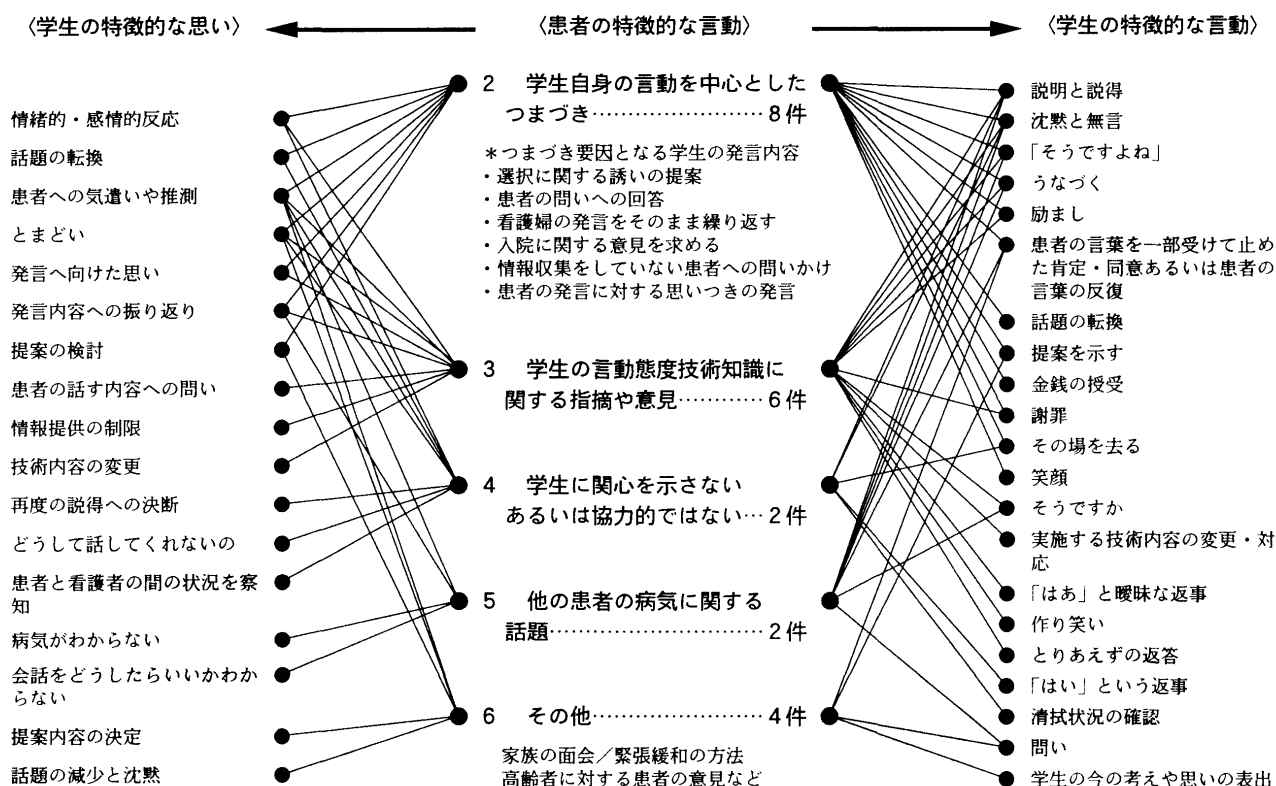 〈学生の特徴的な思い〉
〈患者の特徴的な言動〉
〈学生の特徴的な言動〉
情緒的・感情的反応
話題の転換
患者への気遣いや推測
とまどい
発言へ向けた思い
発言内容への振り返り
提案の検討
患者の話す内容への問い
情報提供の制限
技術内容の変更
再度の説得への決断
どうして話してくれないの
患者と看護者の間の状況を察
知
病気がわからない
会話をどうしたらいいかわか
らない
提案内容の決定
話題の減少と沈黙
2 学生自身の言動を中心とした
つまづき……………………8件
＊つまづき要因となる学生の発言内容
・選択に関する誘いの提案
・患者の問いへの回答
・看護婦の発言をそのまま繰り返す
・入院に関する意見を求める
・情報収集をしていない患者への問いかけ
・患者の発言に対する思いつきの発言
3 学生の言動態度技術知識に
関する指摘や意見…………6件
4 学生に関心を示さない
あるいは協力的ではない…2件
5 他の患者の病気に関する
話題…………………………2件
6 その他……………………4件
家族の面会／緊張緩和の方法
高齢者に対する患者の意見など
説明と説得
沈黙と無言
「そうですよね」
うなづく
励まし
患者の言葉を一部受けて止め
た肯定・同意あるいは患者の
言葉の反復
話題の転換
提案を示す
金銭の授受
謝罪
その場を去る
笑顔
そうですか
実施する技術内容の変更・対
応
「はあ」と曖昧な返事
作り笑い
とりあえずの返答
「はい」という返事
清拭状況の確認
問い
学生の今の考えや思いの表出